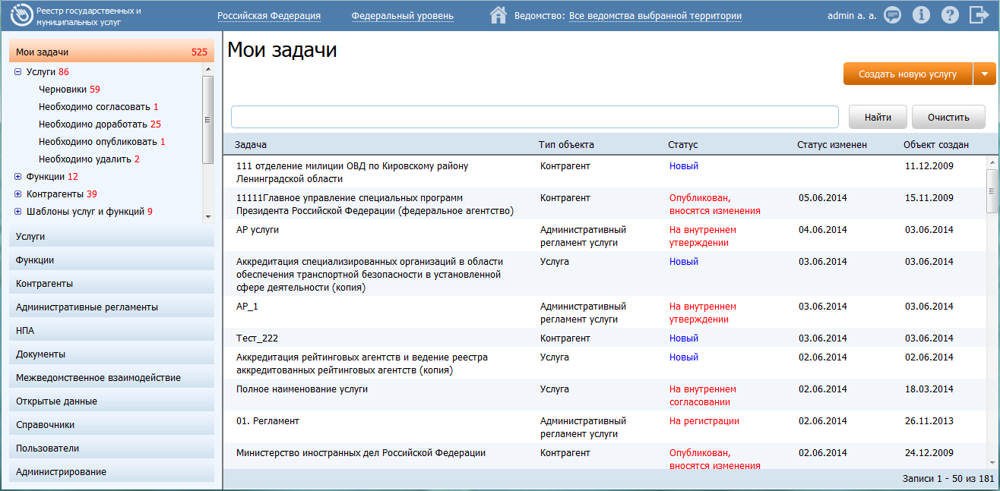 Реестр государственных и
муниципальных услуг
Российская Федерация
Федеральный уровень
Ведомство: Все ведомства выбранной территории
admin a. a.
Мои задачи 525
Услуги 86
Черновики 59
Необходимо согласовать 1
Необходимо доработать 25
Необходимо опубликовать 1
Необходимо удалить 2
Функции 12
Контрагенты 39
Шаблоны услуг и функций 9
Услуги
Функции
Контрагенты
Административные регламенты
НПА
Документы
Межведомственное взаимодействие
Открытые данные
Справочники
Пользователи
Администрирование
Мои задачи
Создать новую услугу
Найти
Очистить
Задача Тип объекта Статус Статус изменен Объект создан
111 отделение милиции ОВД по Кировскому району Контрагент Новый 11.12.2009
Ленинградской области
11111Главное управление специальных программ Контрагент Опубликован, 05.06.2014 15.11.2009
Президента Российской Федерации (федеральное агентство) вносятся изменения
АР услуги Административный На внутреннем 04.06.2014 03.06.2014
регламент услуги утверждении
Аккредитация специализированных организаций в области Услуга Новый 03.06.2014 03.06.2014
обеспечения транспортной безопасности в установленной
сфере деятельности (копия)
АР_1 Административный На внутреннем 03.06.2014 03.06.2014
регламент услуги утверждении
Тест_222 Контрагент Новый 03.06.2014 03.06.2014
Аккредитация рейтинговых агентств и ведение реестра Услуга Новый 02.06.2014 02.06.2014
аккредитованных рейтинговых агентств (копия)
Полное наименование услуги Услуга На внутреннем 02.06.2014 18.03.2014
согласовании
01. Регламент Административный На регистрации 02.06.2014 26.11.2013
регламент услуги
Министерство иностранных дел Российской Федерации Контрагент Опубликован, 02.06.2014 24.12.2009
вносятся изменения
Записи 1 - 50 из 181